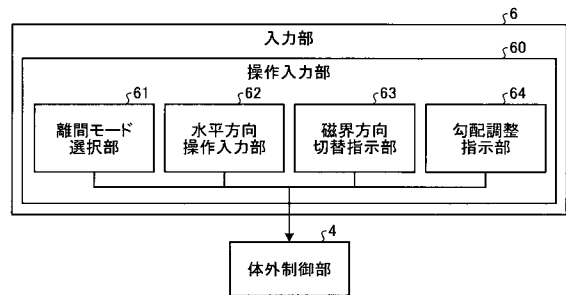 6
入力部
60
操作入力部
61
離間モード
選択部
62
水平方向
操作入力部
63
磁界方向
切替指示部
64
勾配調整
指示部
4
体外制御部